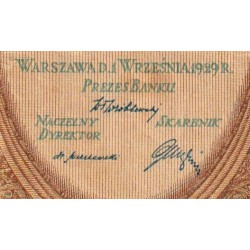 WARSZAWA D. 1 WRZEŚNIA 1929 R.
PREZES BANKU
NACZELNY SKARBNIK
DYREKTOR